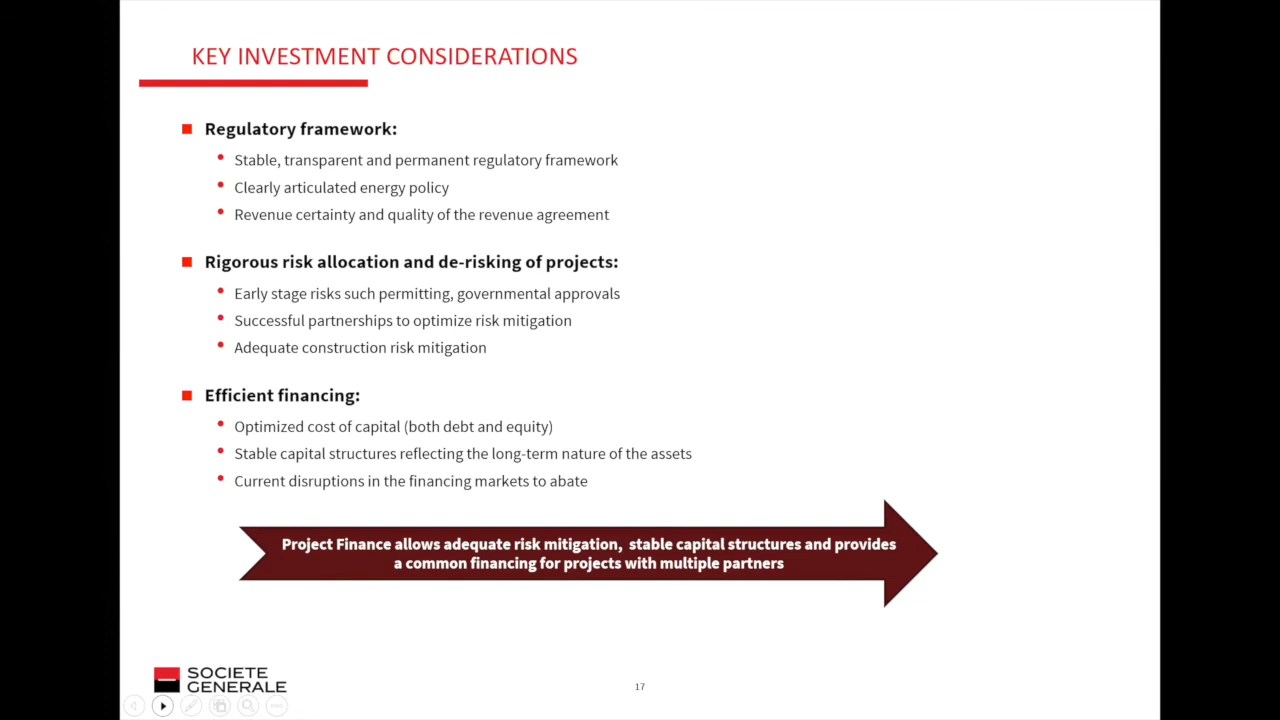 KEY INVESTMENT CONSIDERATIONS
Regulatory framework:
Stable, transparent and permanent regulatory framework
Clearly articulated energy policy
Revenue certainty and quality of the revenue agreement
Rigorous risk allocation and de-risking of projects:
Early stage risks such permitting, governmental approvals
Successful partnerships to optimize risk mitigation
Adequate construction risk mitigation
Efficient financing:
Optimized cost of capital (both debt and equity)
Stable capital structures reflecting the long-term nature of the assets
Current disruptions in the financing markets to abate
Project Finance allows adequate risk mitigation, stable capital structures and provides
a common financing for projects with multiple partners
SOCIETE
GENERALE
17